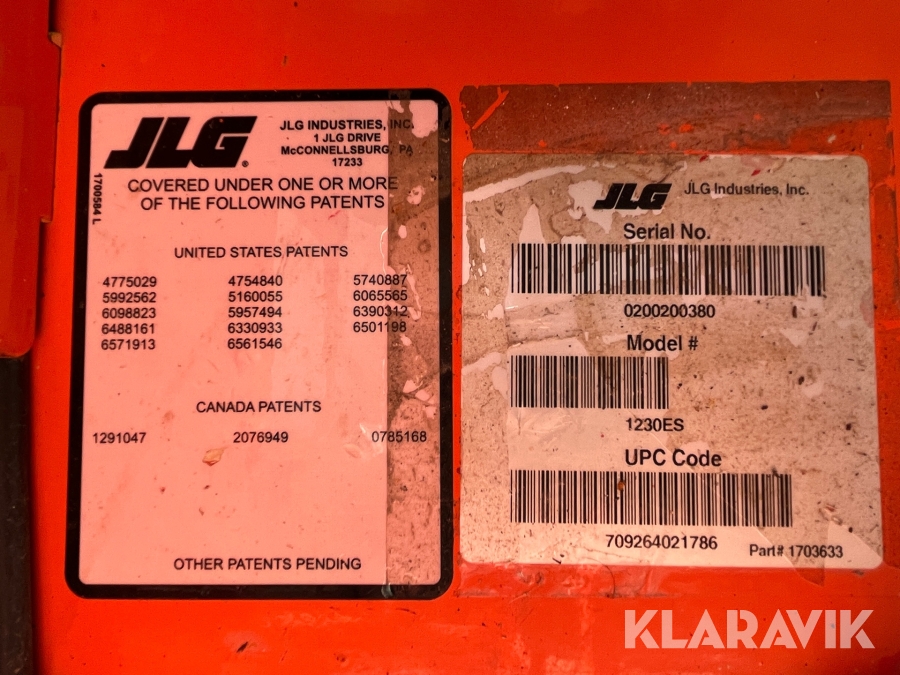 JLG
JLG INDUSTRIES, INC.
1 JLG DRIVE
McCONNELLSBURG, PA
17233
1700584 L
COVERED UNDER ONE OR MORE
OF THE FOLLOWING PATENTS
UNITED STATES PATENTS
4775029 4754840 5740887
5992562 5160055 6065565
6098823 5957494 6390312
6488161 6330933 6501198
6571913 6561546
CANADA PATENTS
1291047 2076949 0785168
OTHER PATENTS PENDING
JLG JLG Industries, Inc.
Serial No.
0200200380
Model #
1230ES
UPC Code
709264021786
Part# 1703633
KLARAVIK